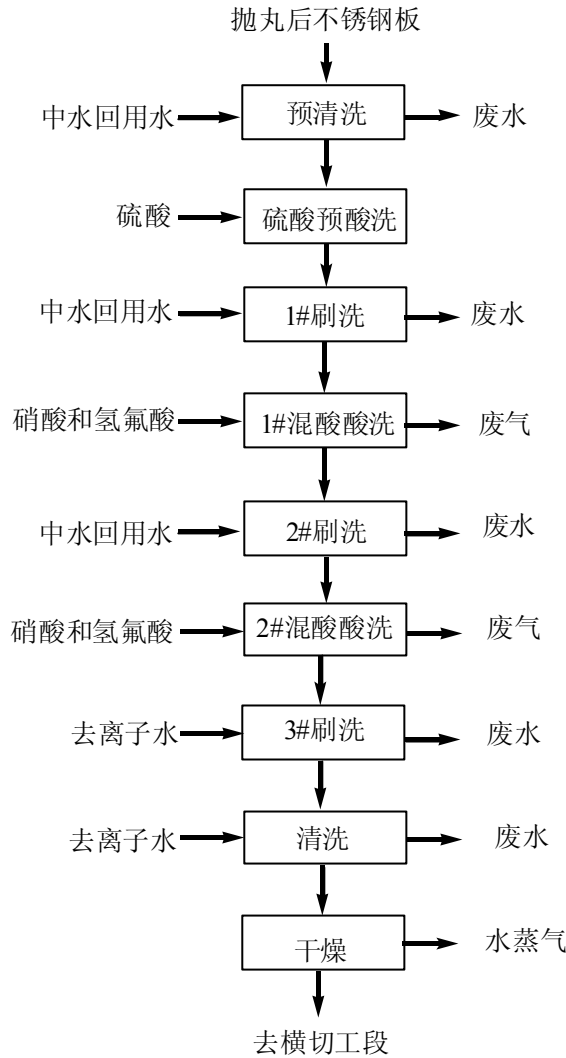 抛丸后不锈钢板
中水回用水
预清洗
废水
硫酸
硫酸预酸洗
中水回用水
1#刷洗
废水
硝酸和氢氟酸
1#混酸酸洗
废气
中水回用水
2#刷洗
废水
硝酸和氢氟酸
2#混酸酸洗
废气
去离子水
3#刷洗
废水
去离子水
清洗
废水
干燥
水蒸气
去横切工段